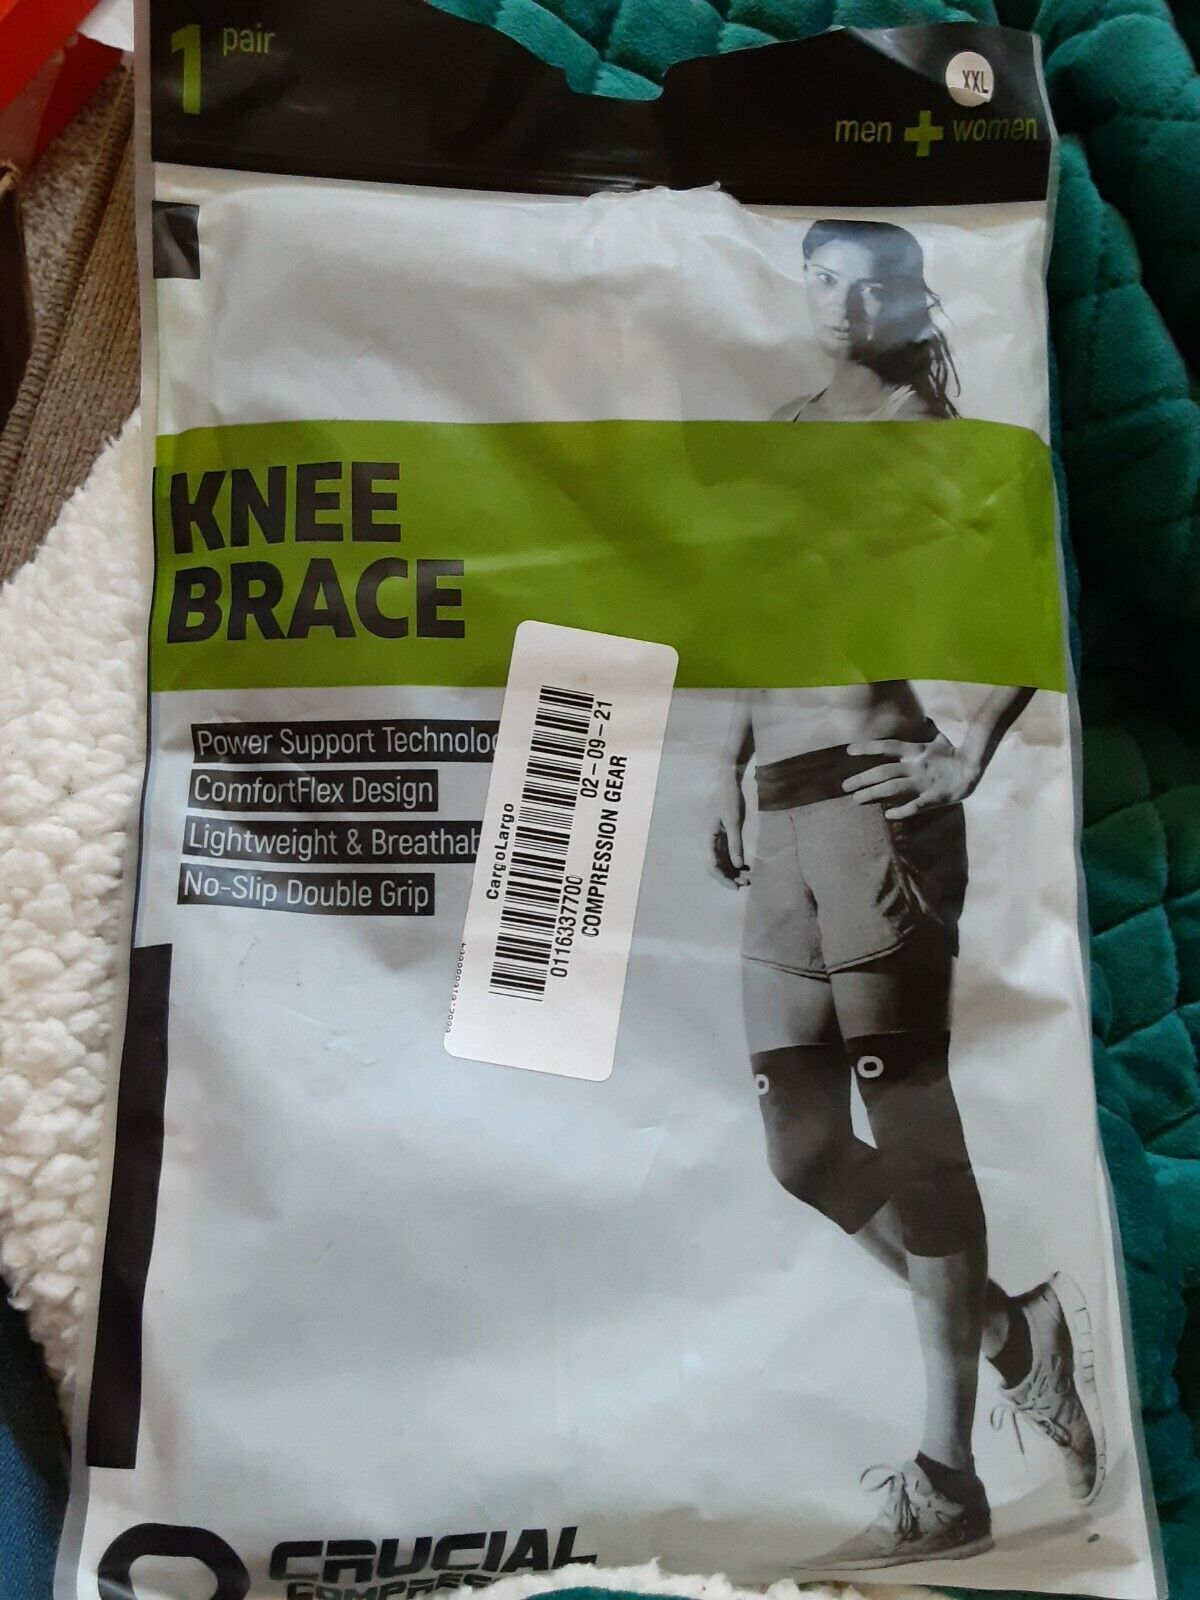 1 pair
XXL
men + women
KNEE
BRACE
Power Support Technoloo
ComfortFlex Design
Lightweight & Breathab
No-Slip Double Grip
CargoLargo
0116337700 02-09-21
COMPRESSION GEAR
CRUCIAL